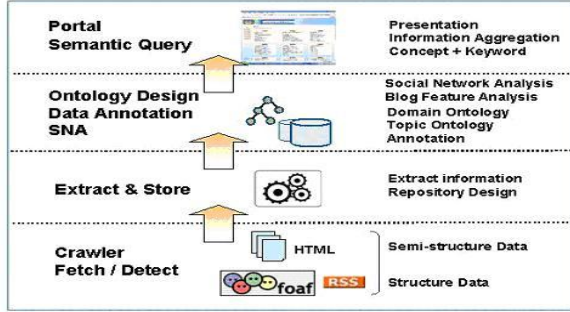 Portal
Semantic Query
Presentation
Information Aggregation
Concept + Keyword
Ontology Design
Data Annotation
SNA
Social Network Analysis
Blog Feature Analysis
Domain Ontology
Topic Ontology
Annotation
Extract & Store
Extract information
Repository Design
Crawler
Fetch / Detect
HTML
Semi-structure Data
foaf
RSS
Structure Data